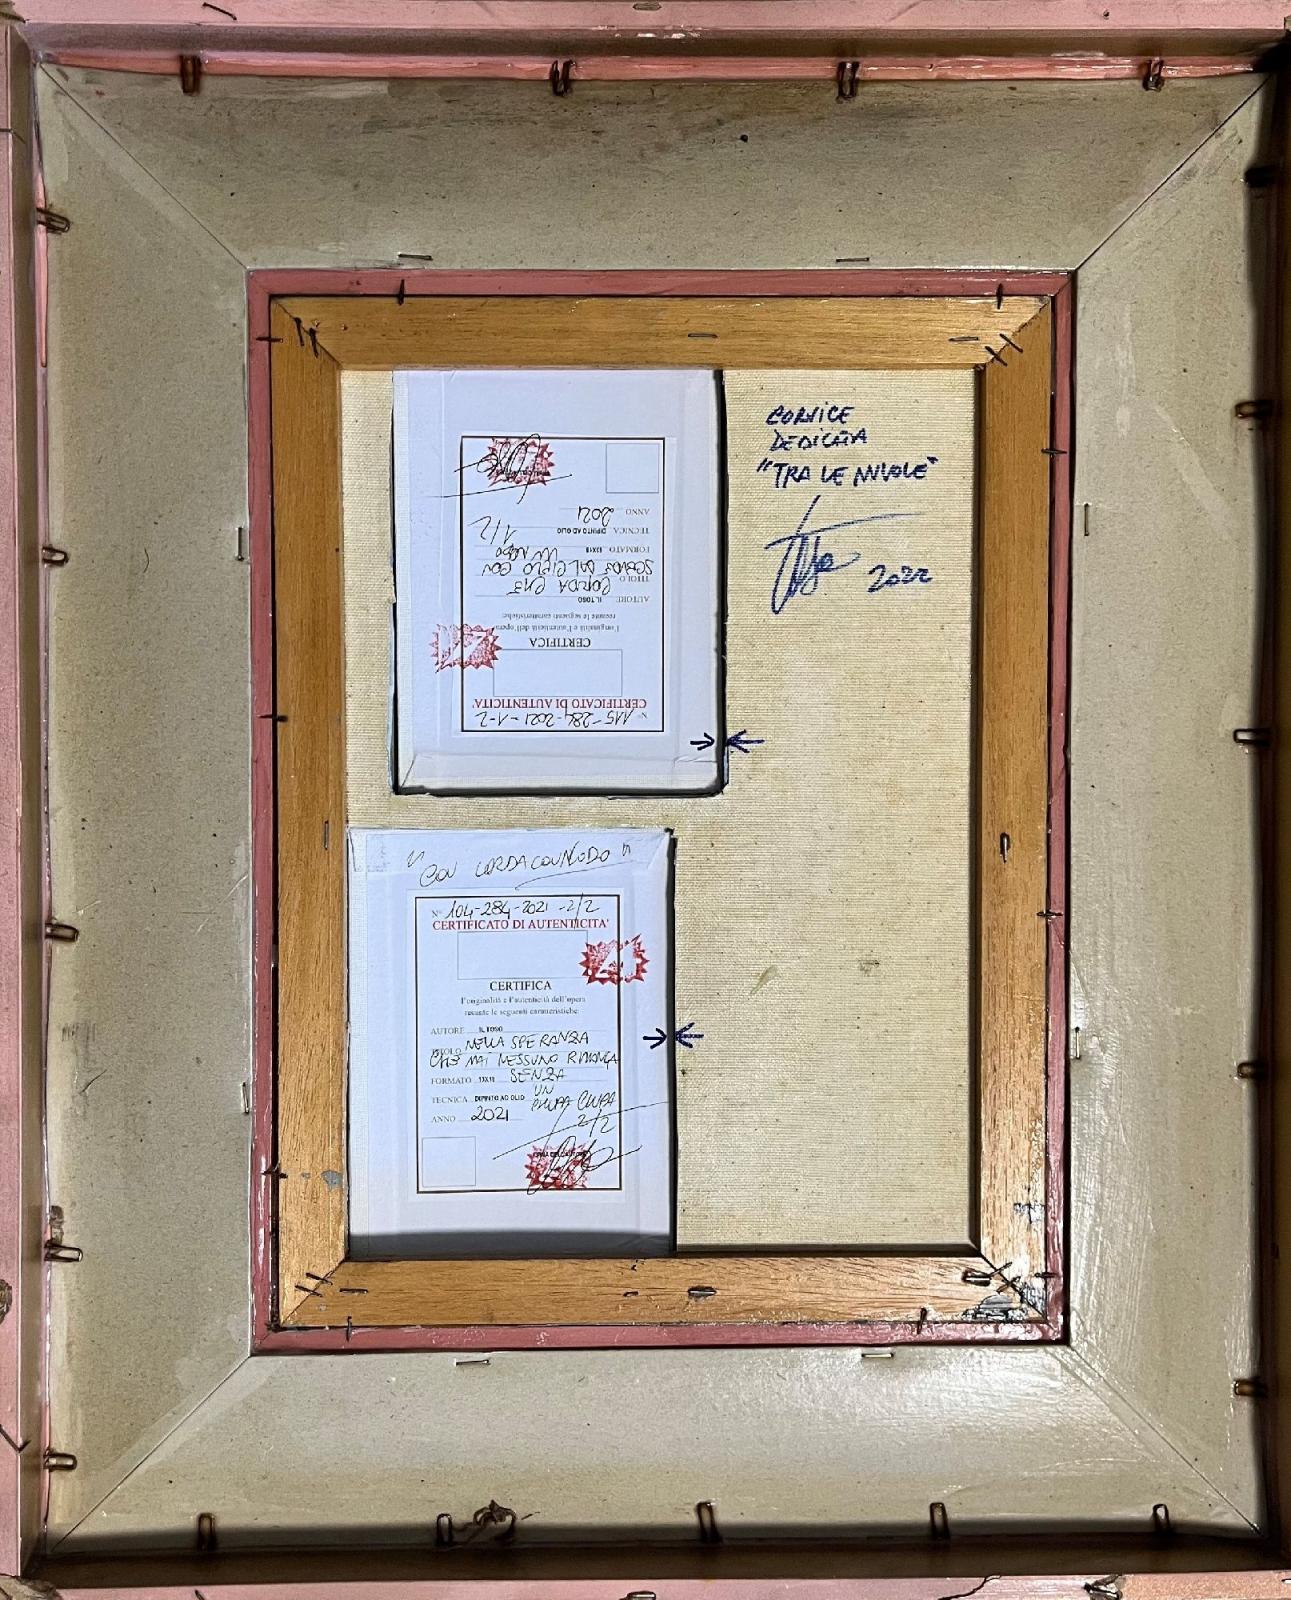 CORNICE
DEDICATA
"TRA LE NUVOLE"
2022
N° 115-284-2021-1-2
CERTIFICATO DI AUTENTICITA'
CERTIFICA
l'originalità e l'autenticità dell'opera
recante le seguenti caratteristiche:
AUTORE IL TOSO
TITOLO CORDA CHE
SCENDE DAL CIELO CON
FORMATO 13X18 UN NODO
TECNICA DIPINTO AD OLIO 1/2
ANNO 2021
"CON CORDA CON NODO"
N° 104-284-2021-2/2
CERTIFICATO DI AUTENTICITA'
CERTIFICA
l'originalità e l'autenticità dell'opera
recante le seguenti caratteristiche
AUTORE IL TOSO
TITOLO NELLA SPERANZA
CHE MAI NESSUNO RIMANGA
FORMATO 13X18 SENZA
UN
TECNICA DIPINTO AD OLIO CHUPA CHUPA
ANNO 2021 2/2